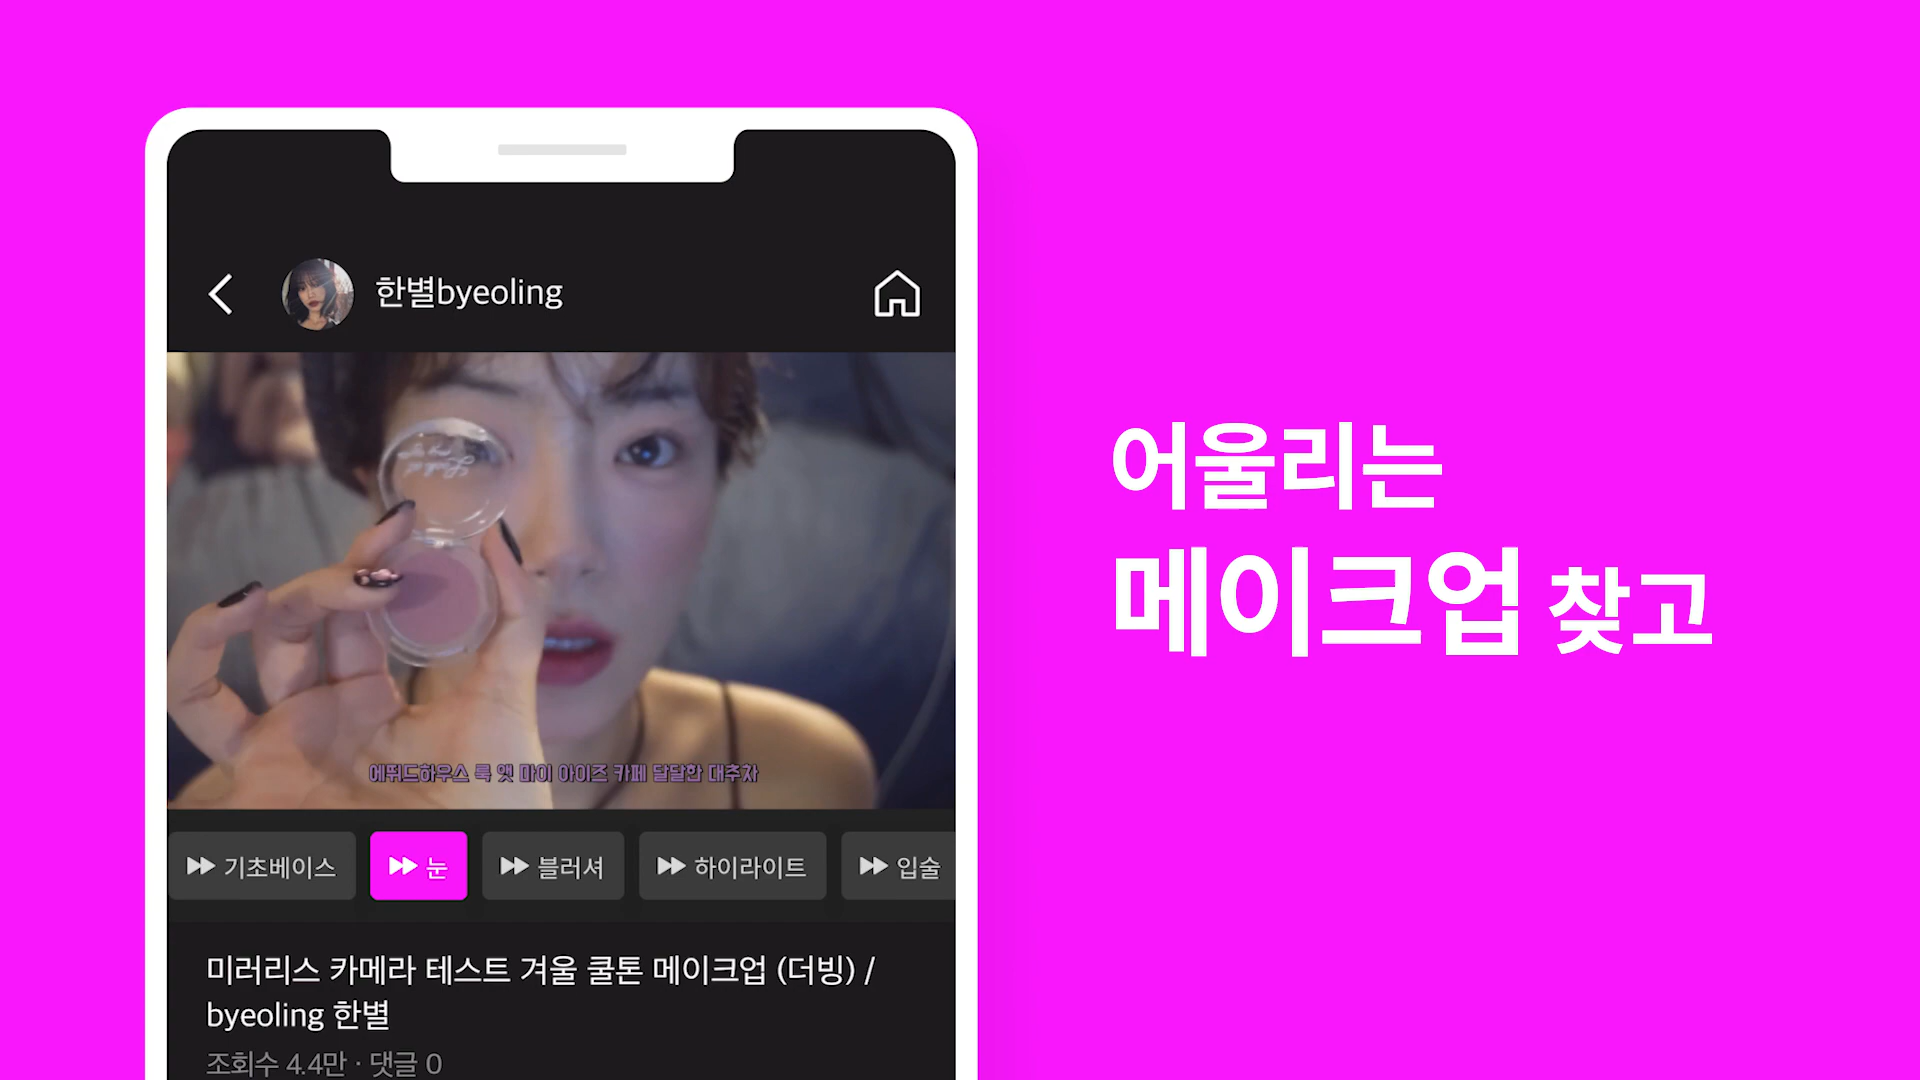 한별byeoling
에뛰드하우스 룩 앳 마이 아이즈 카페 달달한 대추차
기초베이스
눈
블러셔
하이라이트
입술
미러리스 카메라 테스트 겨울 쿨톤 메이크업 (더빙) /
byeoling 한별
조회수 4.4만 · 댓글 0
어울리는
메이크업 찾고